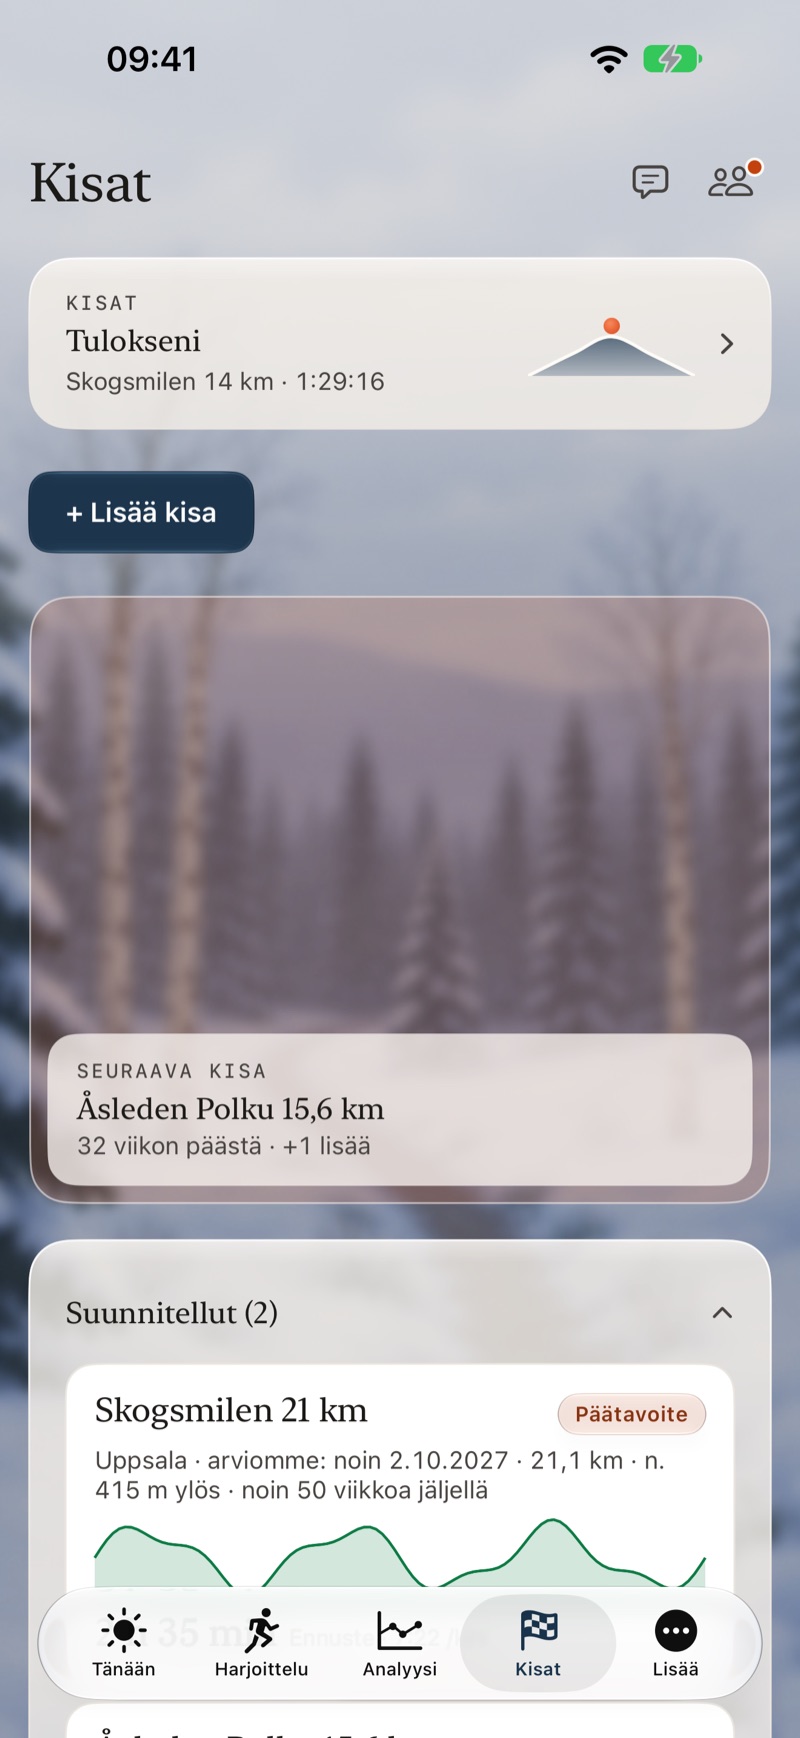 09:41
Kisat
KISAT
Tulokseni
Skogsmilen 14 km · 1:29:16
+ Lisää kisa
SEURAAVA KISA
Åsleden Polku 15,6 km
32 viikon päästä · +1 lisää
Suunnitellut (2)
Skogsmilen 21 km
Päätavoite
Uppsala · arviomme: noin 2.10.2027 · 21,1 km · n.
415 m ylös · noin 50 viikkoa jäljellä
35
Tänään
Harjoittelu
Analyysi
Kisat
Lisää